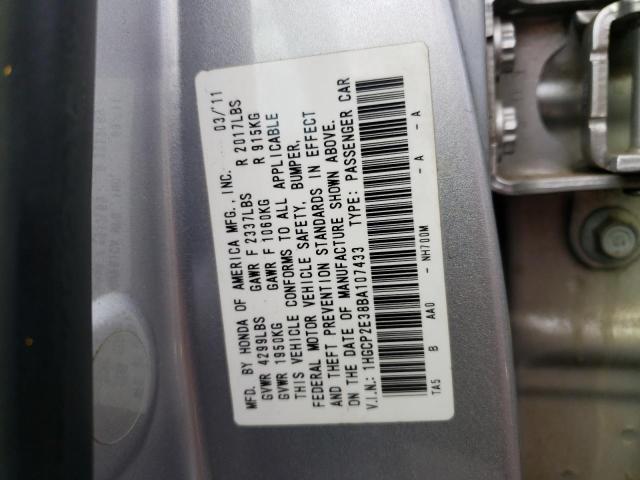 MFD. BY HONDA OF AMERICA MFG., INC. 03/'11
GVWR 4299LBS GAWR F 2337LBS R 2017LBS
GVWR 1950KG GAWR F 1060KG R 915KG
THIS VEHICLE CONFORMS TO ALL APPLICABLE
FEDERAL MOTOR VEHICLE SAFETY, BUMPER,
AND THEFT PREVENTION STANDARDS IN EFFECT
ON THE DATE OF MANUFACTURE SHOWN ABOVE.
V.I.N.: 1HGCP2E38BA107433 TYPE: PASSENGER CAR
TA5 B AA0 - NH700M - A - A